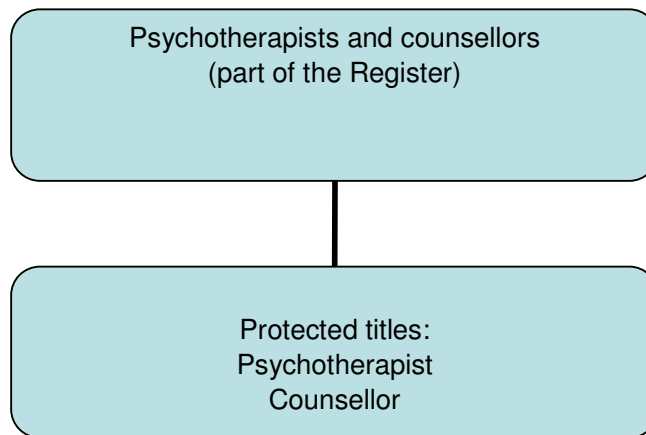 Psychotherapists and counsellors
(part of the Register)
Protected titles:
Psychotherapist
Counsellor